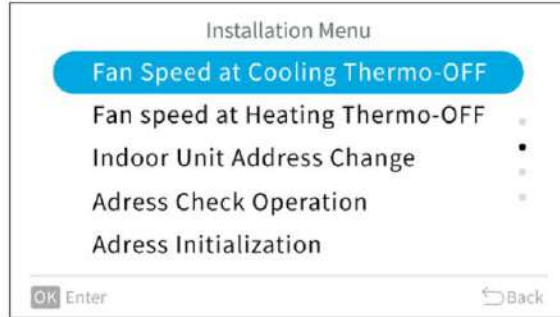 Installation Menu
Fan Speed at Cooling Thermo-OFF
Fan speed at Heating Thermo-OFF
Indoor Unit Address Change
Adress Check Operation
Adress Initialization
OK Enter
Back